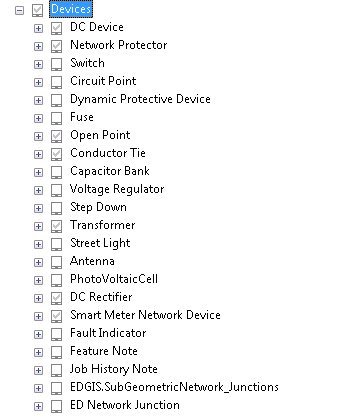 Devices
DC Device
Network Protector
Switch
Circuit Point
Dynamic Protective Device
Fuse
Open Point
Conductor Tie
Capacitor Bank
Voltage Regulator
Step Down
Transformer
Street Light
Antenna
PhotoVoltaicCell
DC Rectifier
Smart Meter Network Device
Fault Indicator
Feature Note
Job History Note
EDGIS.SubGeometricNetwork_Junctions
ED Network Junction